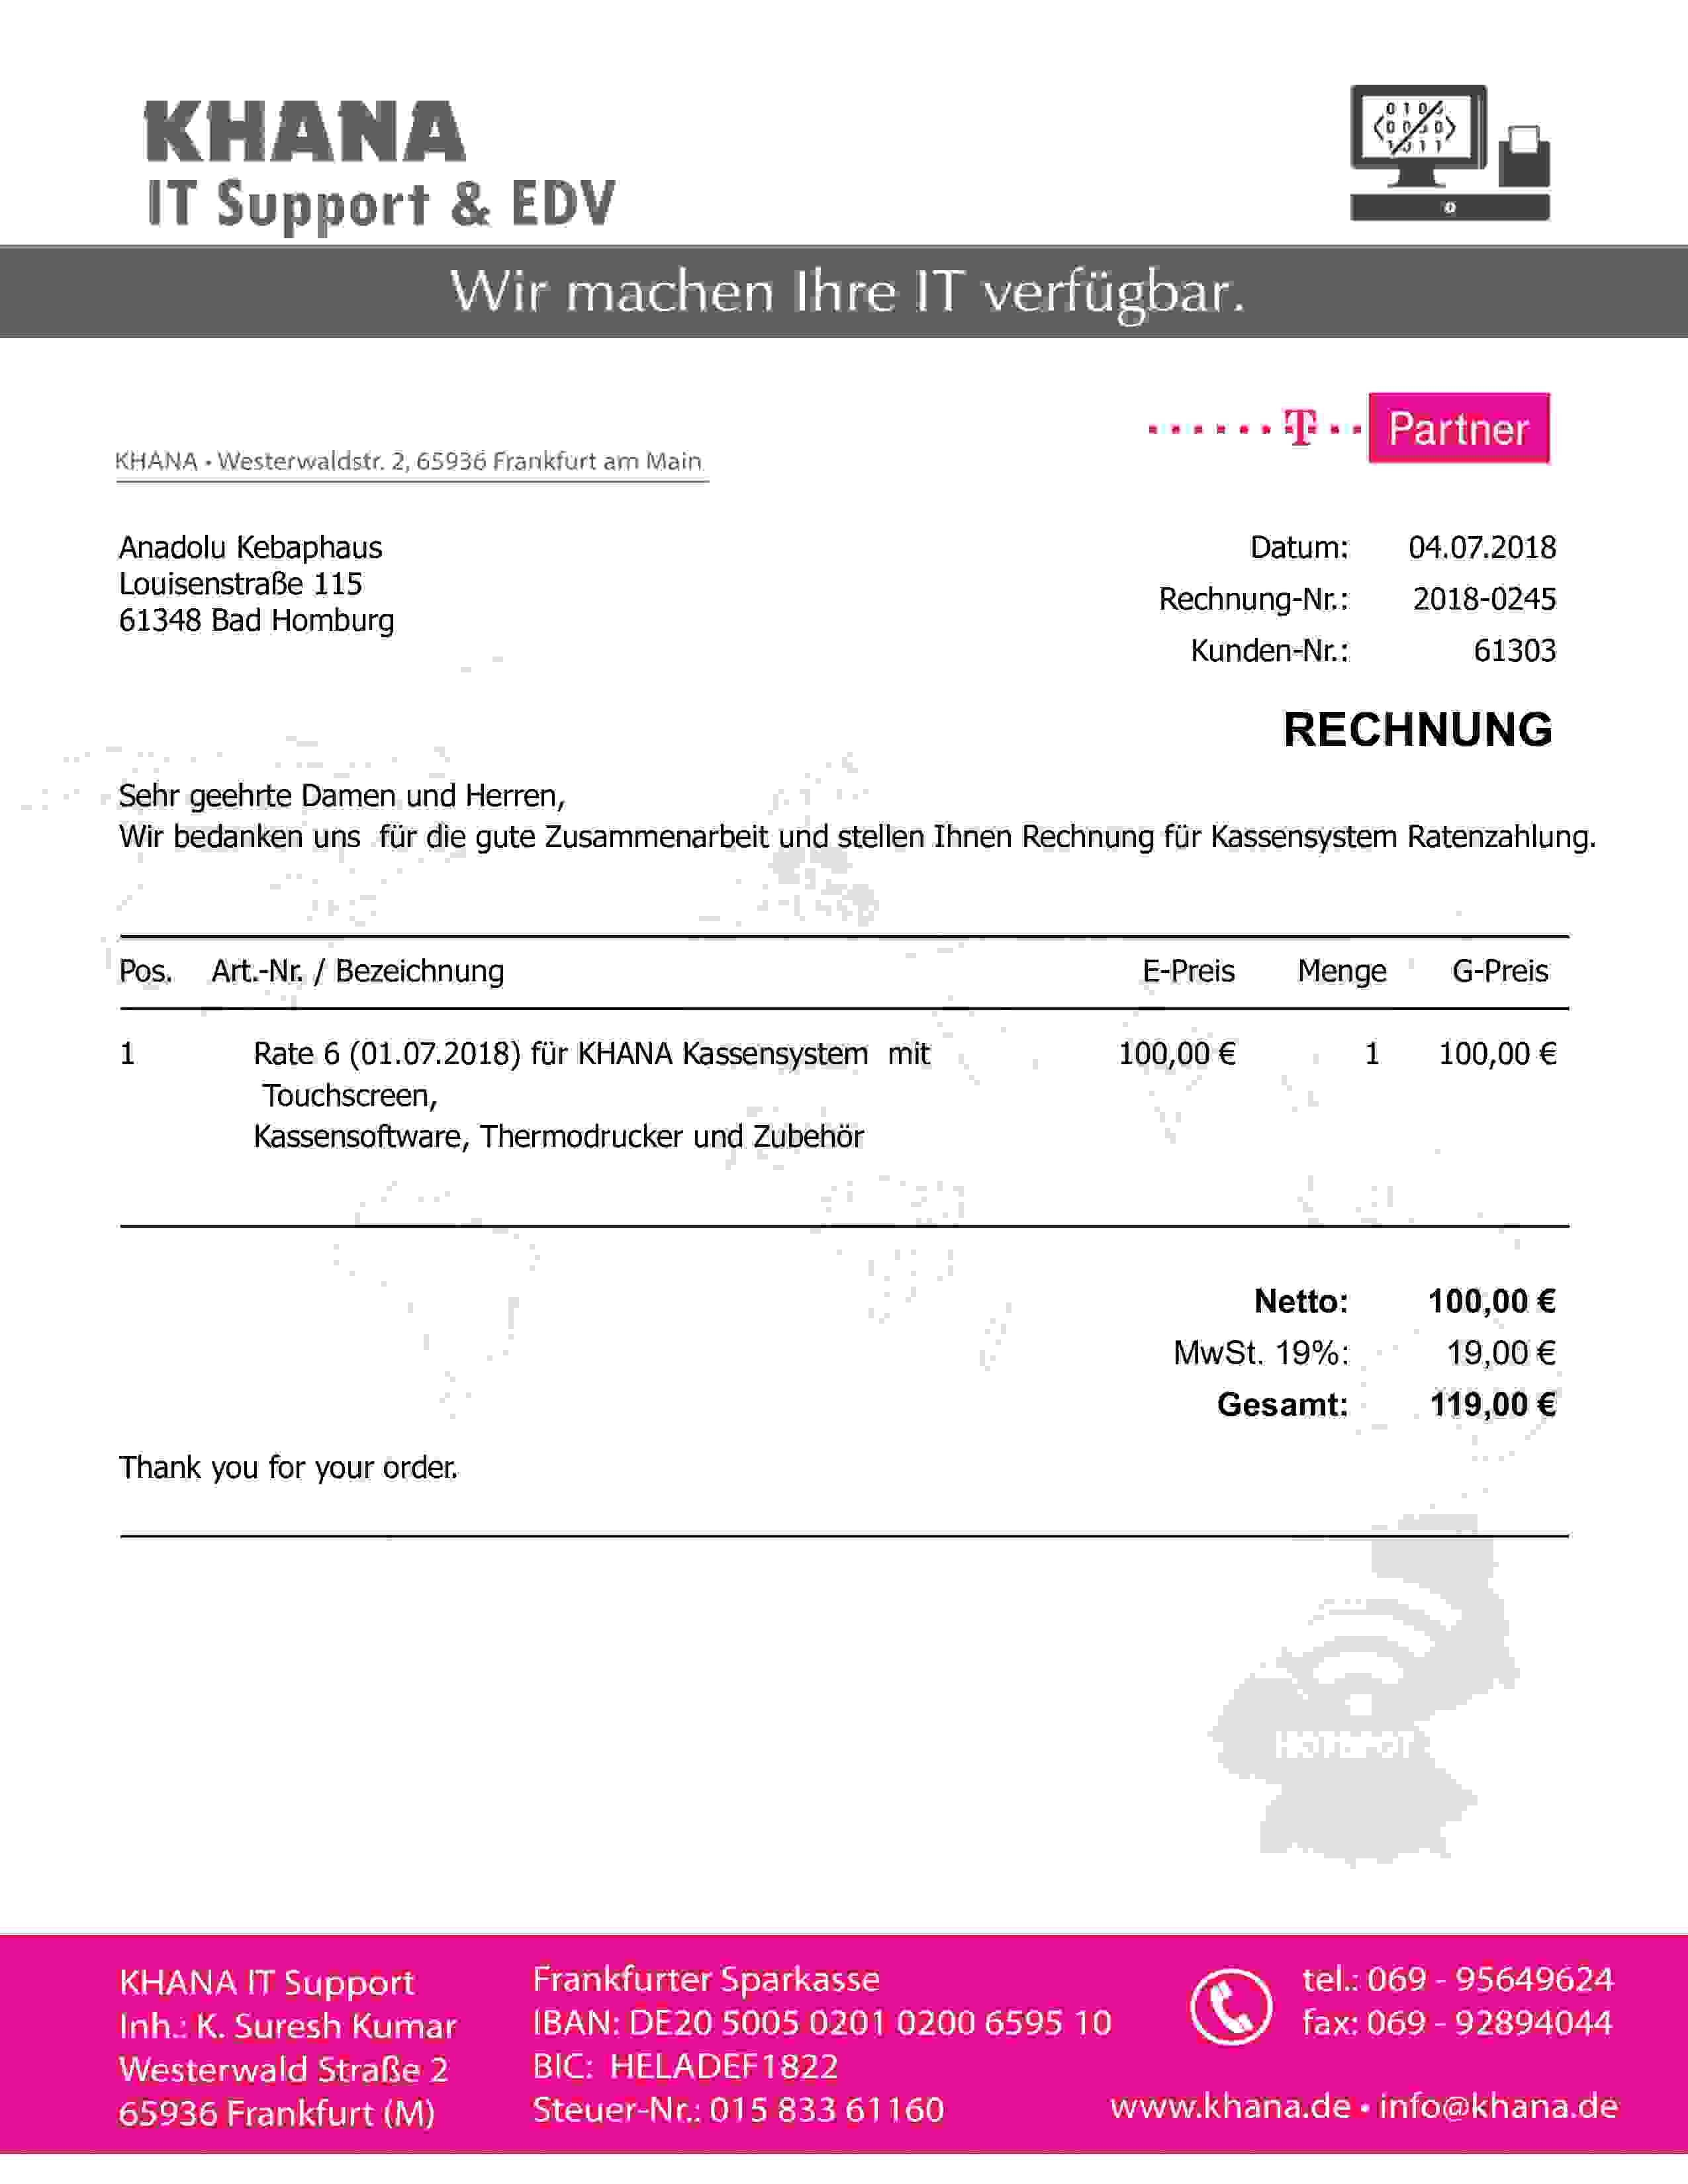 KHANA
IT Support & EDV
Wir machen Ihre IT verfügbar.
T Partner
KHANA • Westerwaldstr. 2, 65936 Frankfurt am Main
Anadolu Kebaphaus
Louisenstraße 115
61348 Bad Homburg
Datum: 04.07.2018
Rechnung-Nr.: 2018-0245
Kunden-Nr.: 61303
RECHNUNG
Sehr geehrte Damen und Herren,
Wir bedanken uns für die gute Zusammenarbeit und stellen Ihnen Rechnung für Kassensystem Ratenzahlung.
Pos. Art.-Nr. / Bezeichnung E-Preis Menge G-Preis
1 Rate 6 (01.07.2018) für KHANA Kassensystem mit 100,00 € 1 100,00 €
Touchscreen,
Kassensoftware, Thermodrucker und Zubehör
Netto: 100,00 €
MwSt. 19%: 19,00 €
Gesamt: 119,00 €
Thank you for your order.
KHANA IT Support
Inh.: K. Suresh Kumar
Westerwald Straße 2
65936 Frankfurt (M)
Frankfurter Sparkasse
IBAN: DE20 5005 0201 0200 6595 10
BIC: HELADEF1822
Steuer-Nr.: 015 833 61160
tel.: 069 - 95649624
fax: 069 - 92894044
www.khana.de • info@khana.de